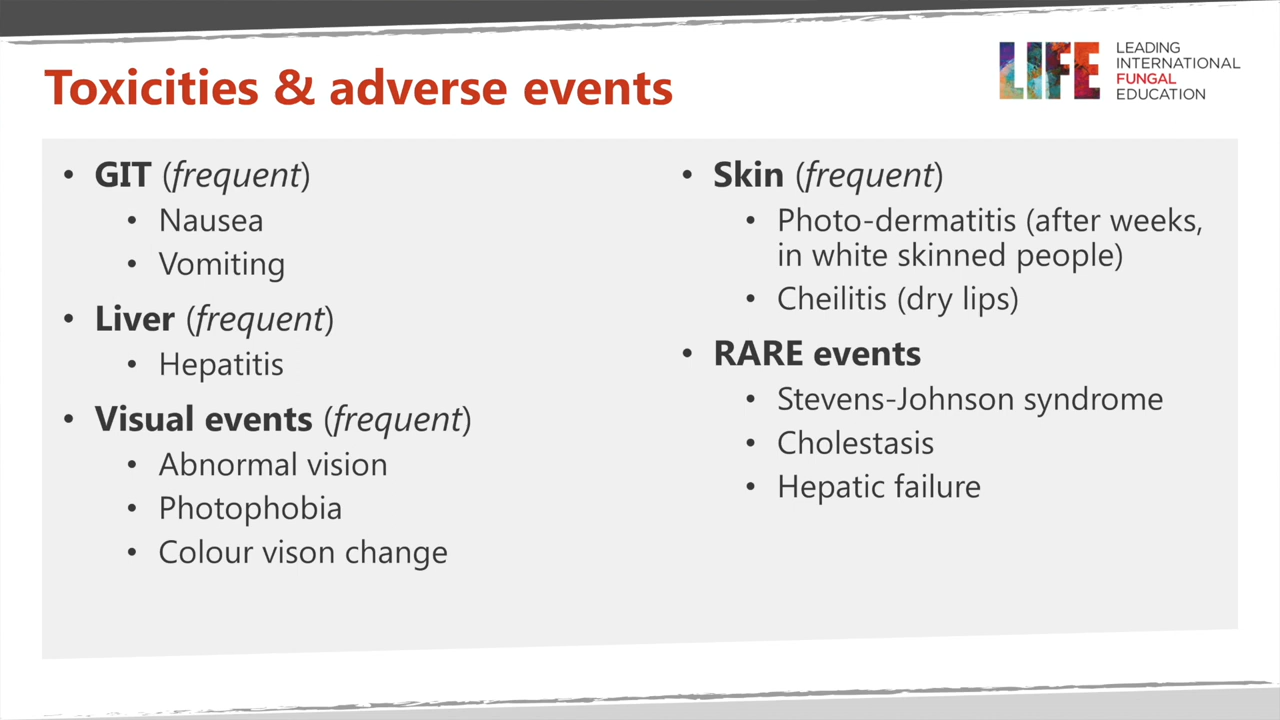 Toxicities & adverse events
LIFE
LEADING
INTERNATIONAL
FUNGAL
EDUCATION
• GIT (frequent)
• Nausea
• Vomiting
• Liver (frequent)
• Hepatitis
• Visual events (frequent)
• Abnormal vision
• Photophobia
• Colour vison change
• Skin (frequent)
• Photo-dermatitis (after weeks,
in white skinned people)
• Cheilitis (dry lips)
• RARE events
• Stevens-Johnson syndrome
• Cholestasis
• Hepatic failure